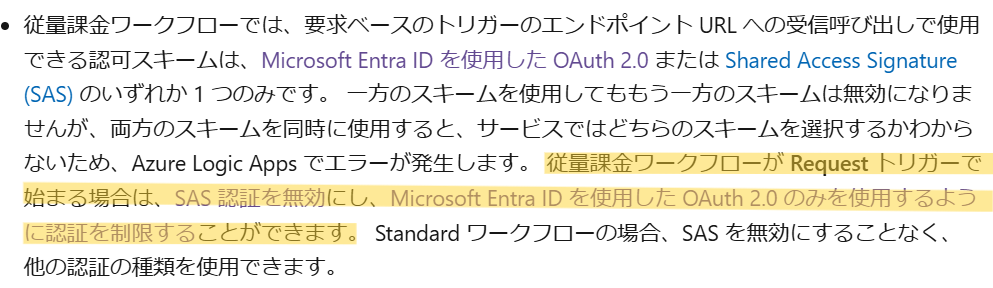 • 従量課金ワークフローでは、要求ベースのトリガーのエンドポイント URL への受信呼び出しで使用
できる認可スキームは、Microsoft Entra ID を使用した OAuth 2.0 または Shared Access Signature
(SAS) のいずれか 1 つのみです。 一方のスキームを使用してももう一方のスキームは無効になりま
せんが、両方のスキームを同時に使用すると、サービスではどちらのスキームを選択するかわから
ないため、Azure Logic Apps でエラーが発生します。 従量課金ワークフローが Request トリガーで
始まる場合は、SAS 認証を無効にし、Microsoft Entra ID を使用した OAuth 2.0 のみを使用するよう
に認証を制限することができます。 Standard ワークフローの場合、SAS を無効にすることなく、
他の認証の種類を使用できます。